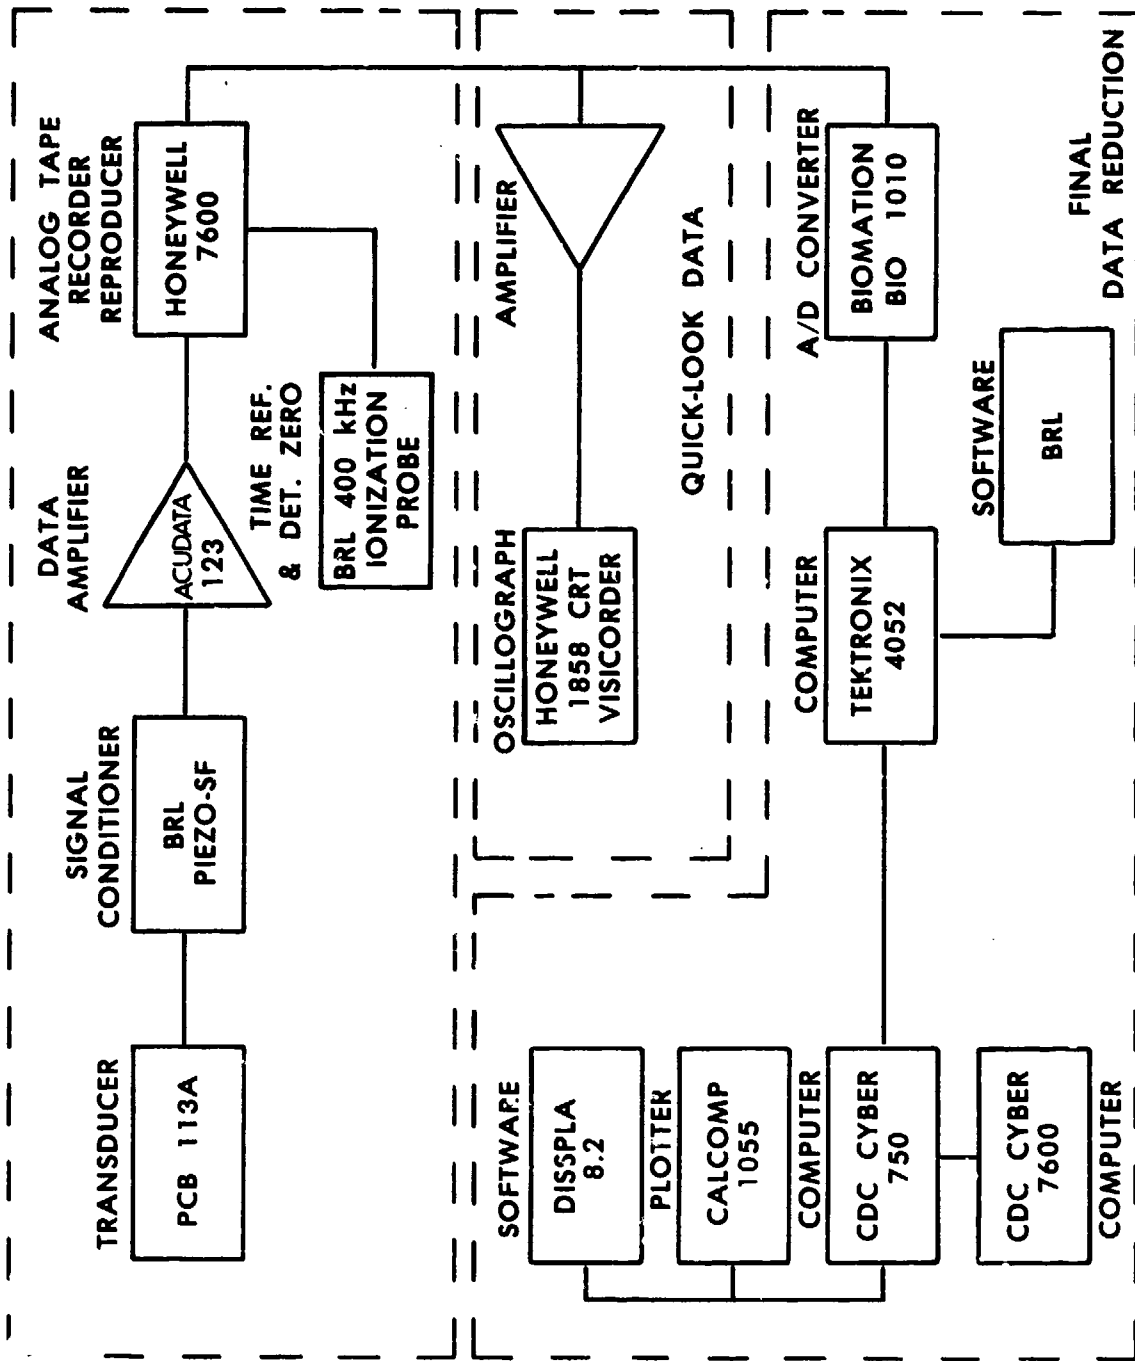 TRANSDUCER
PCB 113A
SIGNAL
CONDITIONER
BRL
PIEZO-SF
DATA
AMPLIFIER
ACUDATA
123
ANALOG TAPE
RECORDER
REPRODUCER
HONEYWELL
7600
TIME REF.
& DET. ZERO
BRL 400 kHz
IONIZATION
PROBE
OSCILLOGRAPH
HONEYWELL
1858 CRT
VISICORDER
AMPLIFIER
QUICK-LOOK DATA
SOFTWARE
DISSPLA
8.2
PLOTTER
CALCOMP
1055
COMPUTER
CDC CYBER
750
CDC CYBER
7600
COMPUTER
COMPUTER
TEKTRONIX
4052
A/D CONVERTER
BIOMATION
BIO 1010
SOFTWARE
BRL
FINAL
DATA REDUCTION